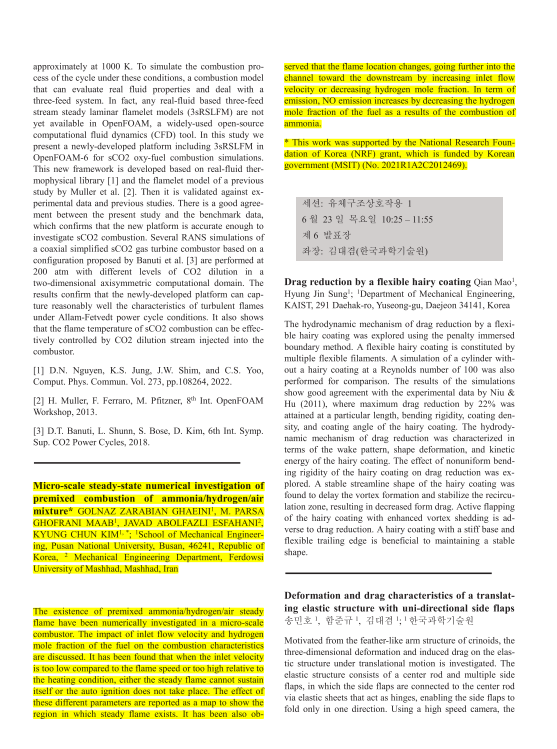 approximately at 1000 K. To simulate the combustion pro-
cess of the cycle under these conditions, a combustion model
that can evaluate real fluid properties and deal with a
three-feed system. In fact, any real-fluid based three-feed
stream steady laminar flamelet models (3sRSLFM) are not
yet available in OpenFOAM, a widely-used open-source
computational fluid dynamics (CFD) tool. In this study we
present a newly-developed platform including 3sRSLFM in
OpenFOAM-6 for sCO2 oxy-fuel combustion simulations.
This new framework is developed based on real-fluid ther-
mophysical library [1] and the flamelet model of a previous
study by Muller et al. [2]. Then it is validated against ex-
perimental data and previous studies. There is a good agree-
ment between the present study and the benchmark data,
which confirms that the new platform is accurate enough to
investigate sCO2 combustion. Several RANS simulations of
a coaxial simplified sCO2 gas turbine combustor based on a
configuration proposed by Banuti et al. [3] are performed at
200 atm with different levels of CO2 dilution in a
two-dimensional axisymmetric computational domain. The
results confirm that the newly-developed platform can cap-
ture reasonably well the characteristics of turbulent flames
under Allam-Fetvedt power cycle conditions. It also shows
that the flame temperature of sCO2 combustion can be effec-
tively controlled by CO2 dilution stream injected into the
combustor.
[1] D.N. Nguyen, K.S. Jung, J.W. Shim, and C.S. Yoo,
Comput. Phys. Commun. Vol. 273, pp.108264, 2022.
[2] H. Muller, F. Ferraro, M. Pfitzner, 8th Int. OpenFOAM
Workshop, 2013.
[3] D.T. Banuti, L. Shunn, S. Bose, D. Kim, 6th Int. Symp.
Sup. CO2 Power Cycles, 2018.
Micro-scale steady-state numerical investigation of
premixed combustion of ammonia/hydrogen/air
mixture* GOLNAZ ZARABIAN GHAEINI1, M. PARSA
GHOFRANI MAAB1, JAVAD ABOLFAZLI ESFAHANI2,
KYUNG CHUN KIM1, *; 1School of Mechanical Engineer-
ing, Pusan National University, Busan, 46241, Republic of
Korea, 2 Mechanical Engineering Department, Ferdowsi
University of Mashhad, Mashhad, Iran
The existence of premixed ammonia/hydrogen/air steady
flame have been numerically investigated in a micro-scale
combustor. The impact of inlet flow velocity and hydrogen
mole fraction of the fuel on the combustion characteristics
are discussed. It has been found that when the inlet velocity
is too low compared to the flame speed or too high relative to
the heating condition, either the steady flame cannot sustain
itself or the auto ignition does not take place. The effect of
these different parameters are reported as a map to show the
region in which steady flame exists. It has been also ob-
served that the flame location changes, going further into the
channel toward the downstream by increasing inlet flow
velocity or decreasing hydrogen mole fraction. In term of
emission, NO emission increases by decreasing the hydrogen
mole fraction of the fuel as a results of the combustion of
ammonia.
* This work was supported by the National Research Foun-
dation of Korea (NRF) grant, which is funded by Korean
government (MSIT) (No. 2021R1A2C2012469).
세션: 유체구조상호작용 I
6 월 23 일 목요일 10:25 – 11:55
제 6 발표장
좌장: 김대겸(한국과학기술원)
Drag reduction by a flexible hairy coating Qian Mao1,
Hyung Jin Sung1; 1Department of Mechanical Engineering,
KAIST, 291 Daehak-ro, Yuseong-gu, Daejeon 34141, Korea
The hydrodynamic mechanism of drag reduction by a flexi-
ble hairy coating was explored using the penalty immersed
boundary method. A flexible hairy coating is constituted by
multiple flexible filaments. A simulation of a cylinder with-
out a hairy coating at a Reynolds number of 100 was also
performed for comparison. The results of the simulations
show good agreement with the experimental data by Niu &
Hu (2011), where maximum drag reduction by 22% was
attained at a particular length, bending rigidity, coating den-
sity, and coating angle of the hairy coating. The hydrody-
namic mechanism of drag reduction was characterized in
terms of the wake pattern, shape deformation, and kinetic
energy of the hairy coating. The effect of nonuniform bend-
ing rigidity of the hairy coating on drag reduction was ex-
plored. A stable streamline shape of the hairy coating was
found to delay the vortex formation and stabilize the recircu-
lation zone, resulting in decreased form drag. Active flapping
of the hairy coating with enhanced vortex shedding is ad-
verse to drag reduction. A hairy coating with a stiff base and
flexible trailing edge is beneficial to maintaining a stable
shape.
Deformation and drag characteristics of a translat-
ing elastic structure with uni-directional side flaps
송민호 1, 함준규 1, 김대겸 1; 1 한국과학기술원
Motivated from the feather-like arm structure of crinoids, the
three-dimensional deformation and induced drag on the elas-
tic structure under translational motion is investigated. The
elastic structure consists of a center rod and multiple side
flaps, in which the side flaps are connected to the center rod
via elastic sheets that act as hinges, enabling the side flaps to
fold only in one direction. Using a high speed camera, the